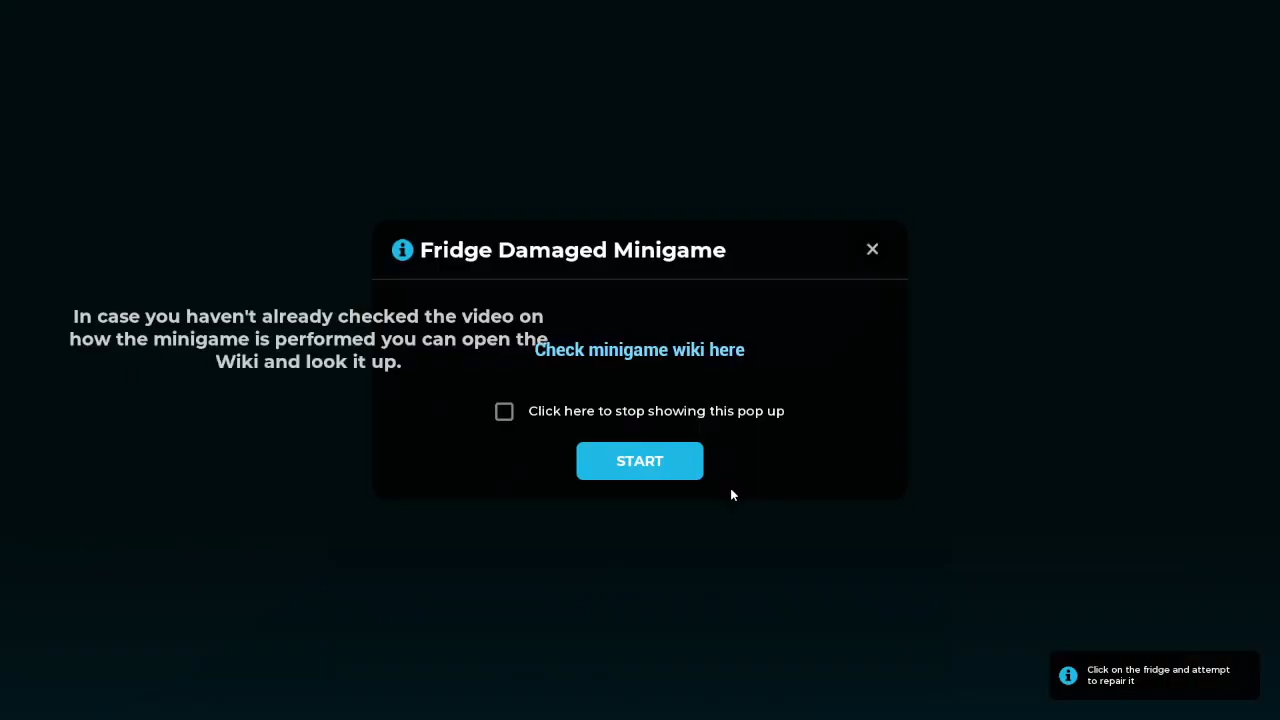 Fridge Damaged Minigame
In case you haven't already checked the video on
how the minigame is performed you can open the
Wiki and look it up.
Check minigame wiki here
Click here to stop showing this pop up
START
Click on the fridge and attempt
to repair it